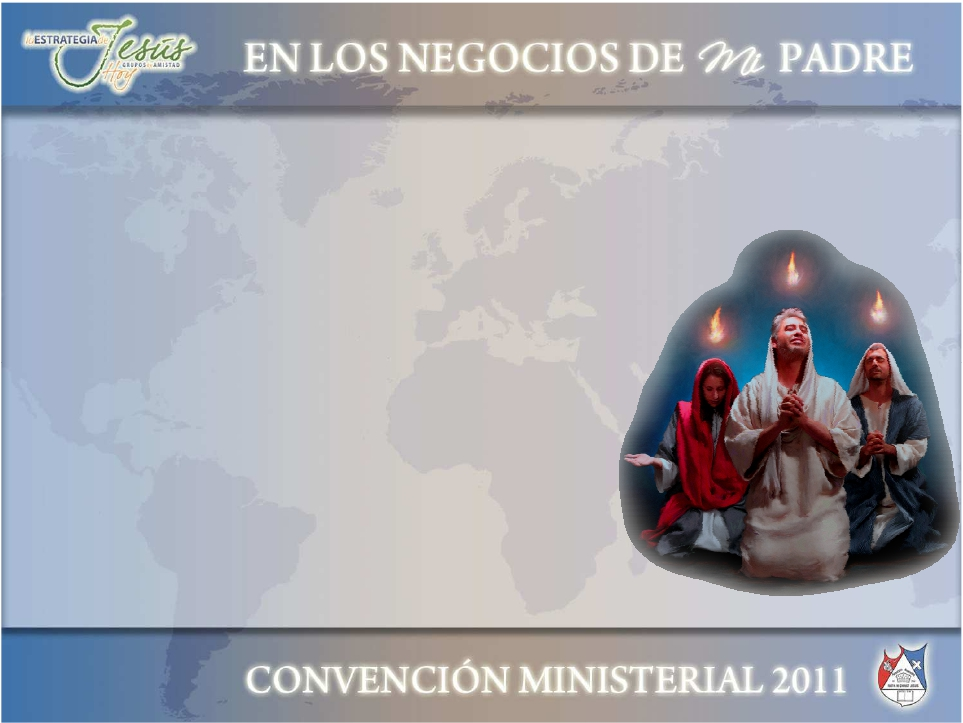 la ESTRATEGIA de
Jesús
GRUPOS de AMISTAD
Hoy
EN LOS NEGOCIOS DE Mi PADRE
CONVENCIÓN MINISTERIAL 2011